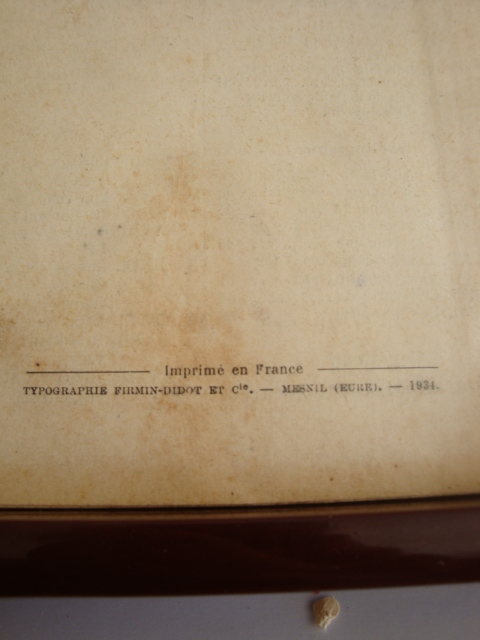 Imprimé en France
TYPOGRAPHIE FIRMIN-DIDOT ET Cie. — MESNIL (EURE). — 1934.